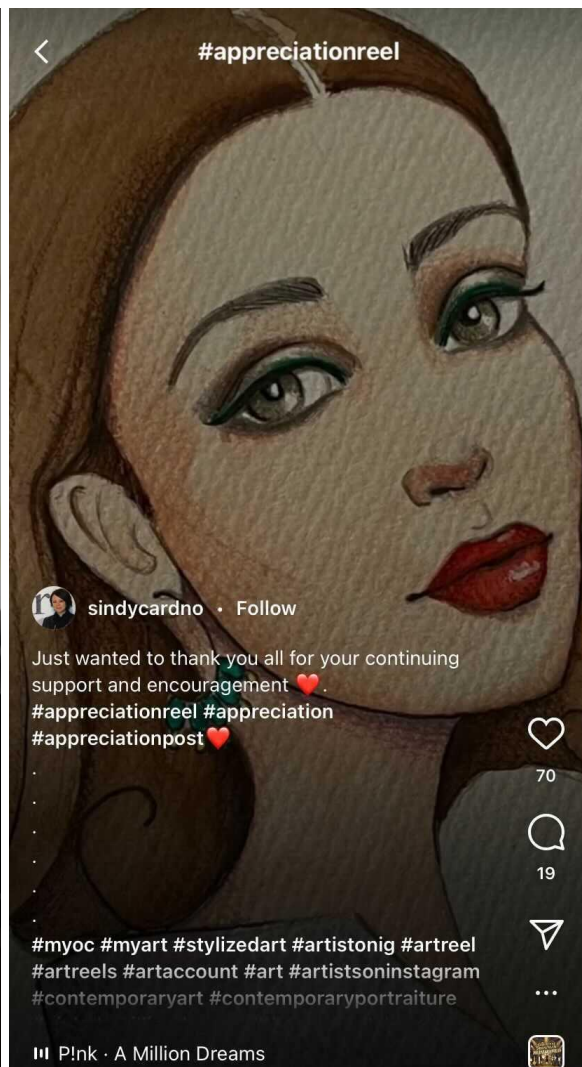 #appreciationreel
sindycardno • Follow
Just wanted to thank you all for your continuing
support and encouragement ❤️.
#appreciationreel #appreciation
#appreciationpost❤️
.
.
.
.
.
.
#myoc #myart #stylizedart #artistonig #artreel
#artreels #artaccount #art #artistsoninstagram
#contemporaryart #contemporaryportraiture
70
19
P!nk · A Million Dreams